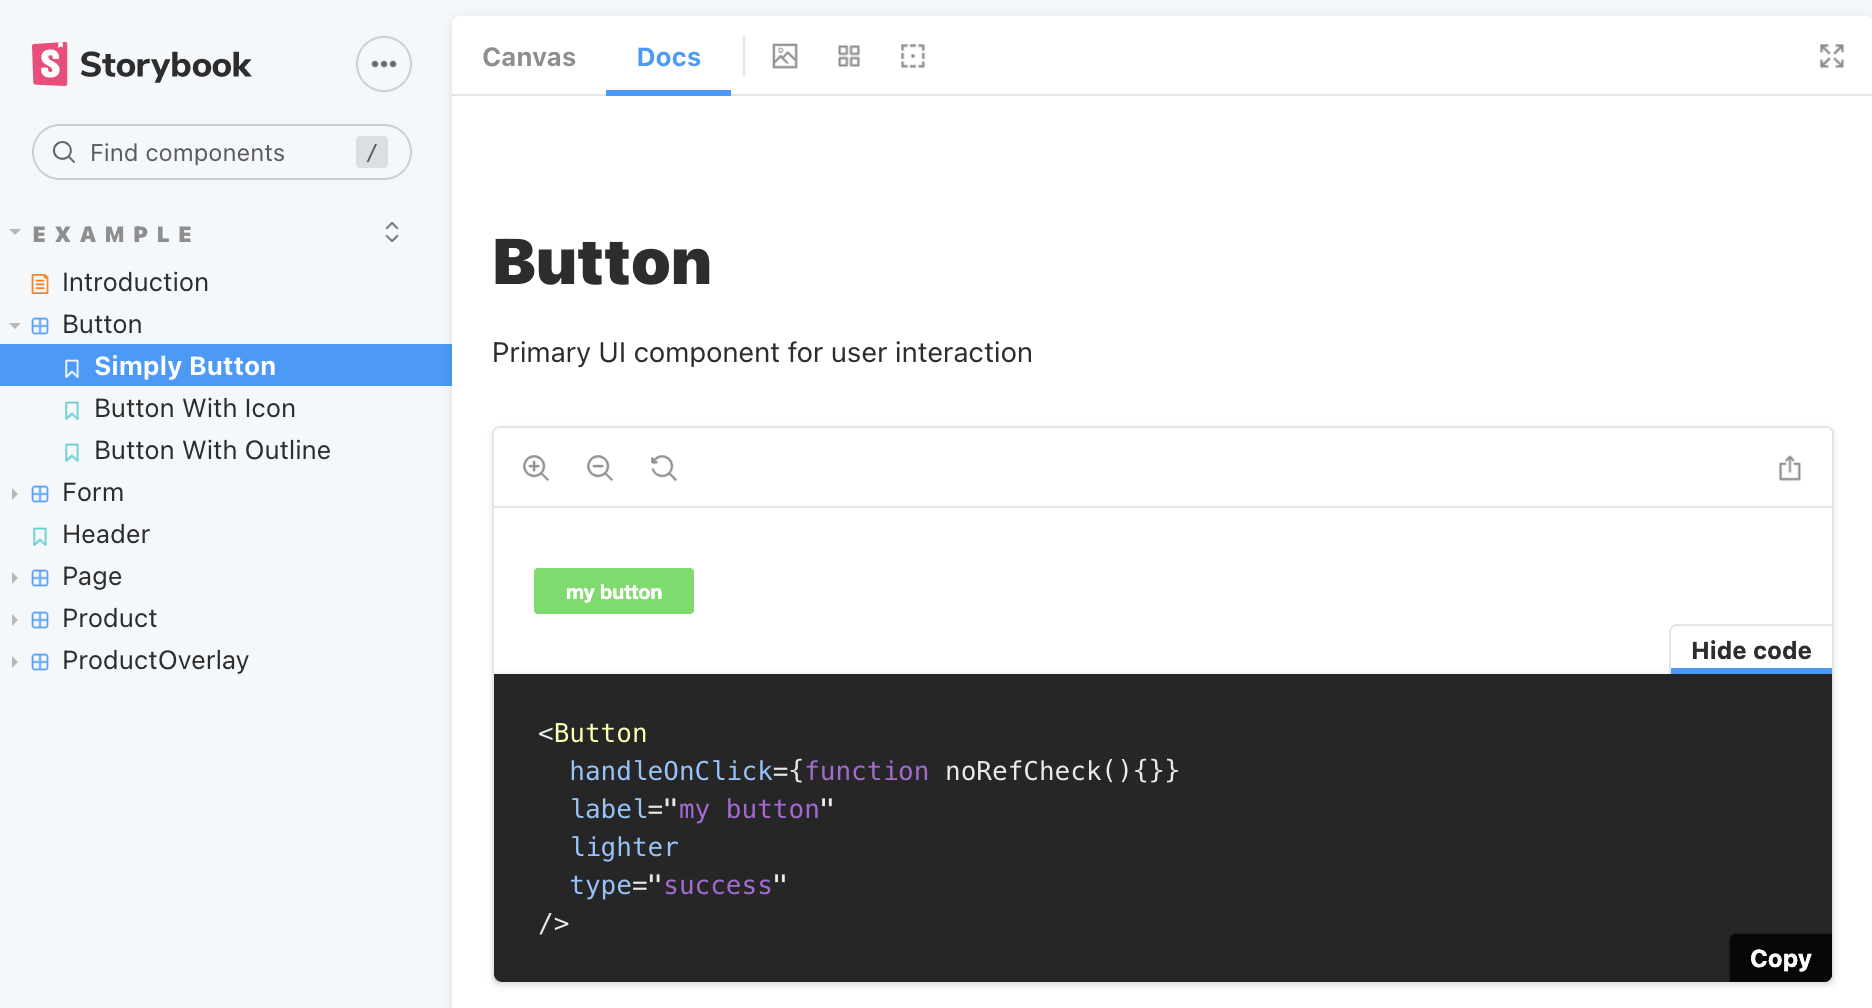 Storybook
Find components /
EXAMPLE
Introduction
Button
Simply Button
Button With Icon
Button With Outline
Form
Header
Page
Product
ProductOverlay
Canvas Docs
Button
Primary UI component for user interaction
my button
Hide code
<Button
  handleOnClick={function noRefCheck(){}}
  label="my button"
  lighter
  type="success"
/>
Copy